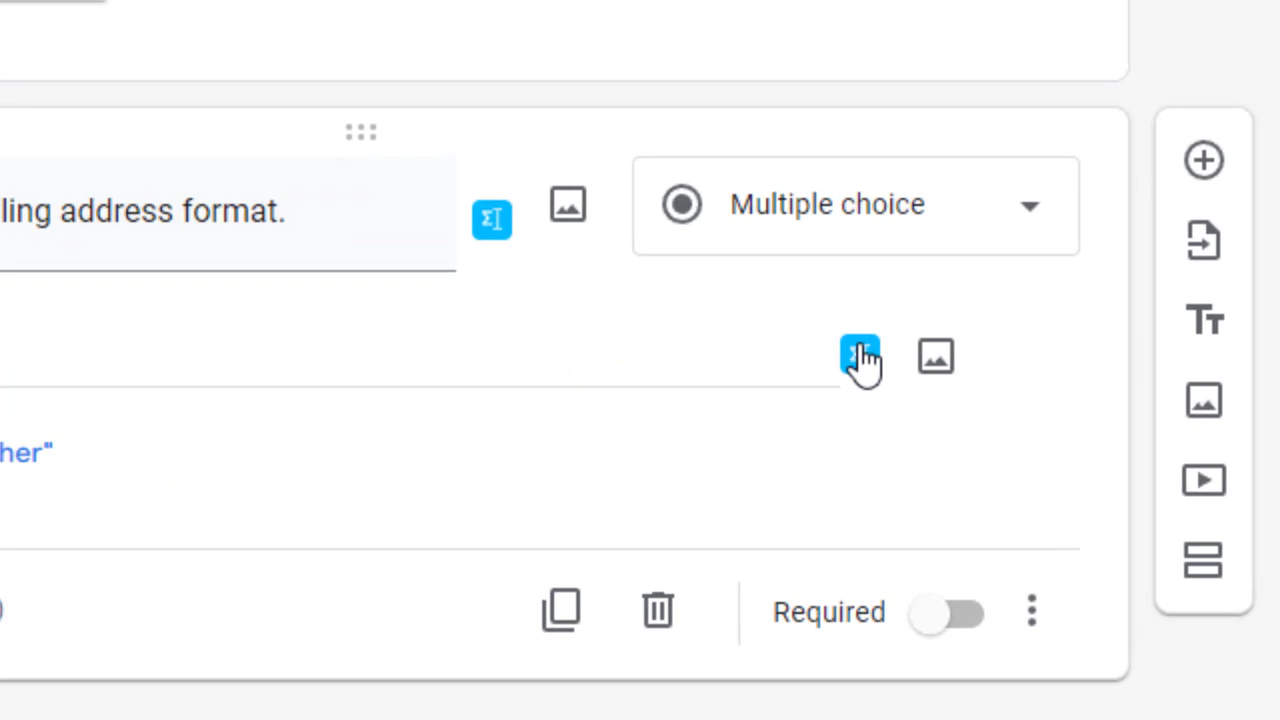 ling address format.
Multiple choice
her"
Required